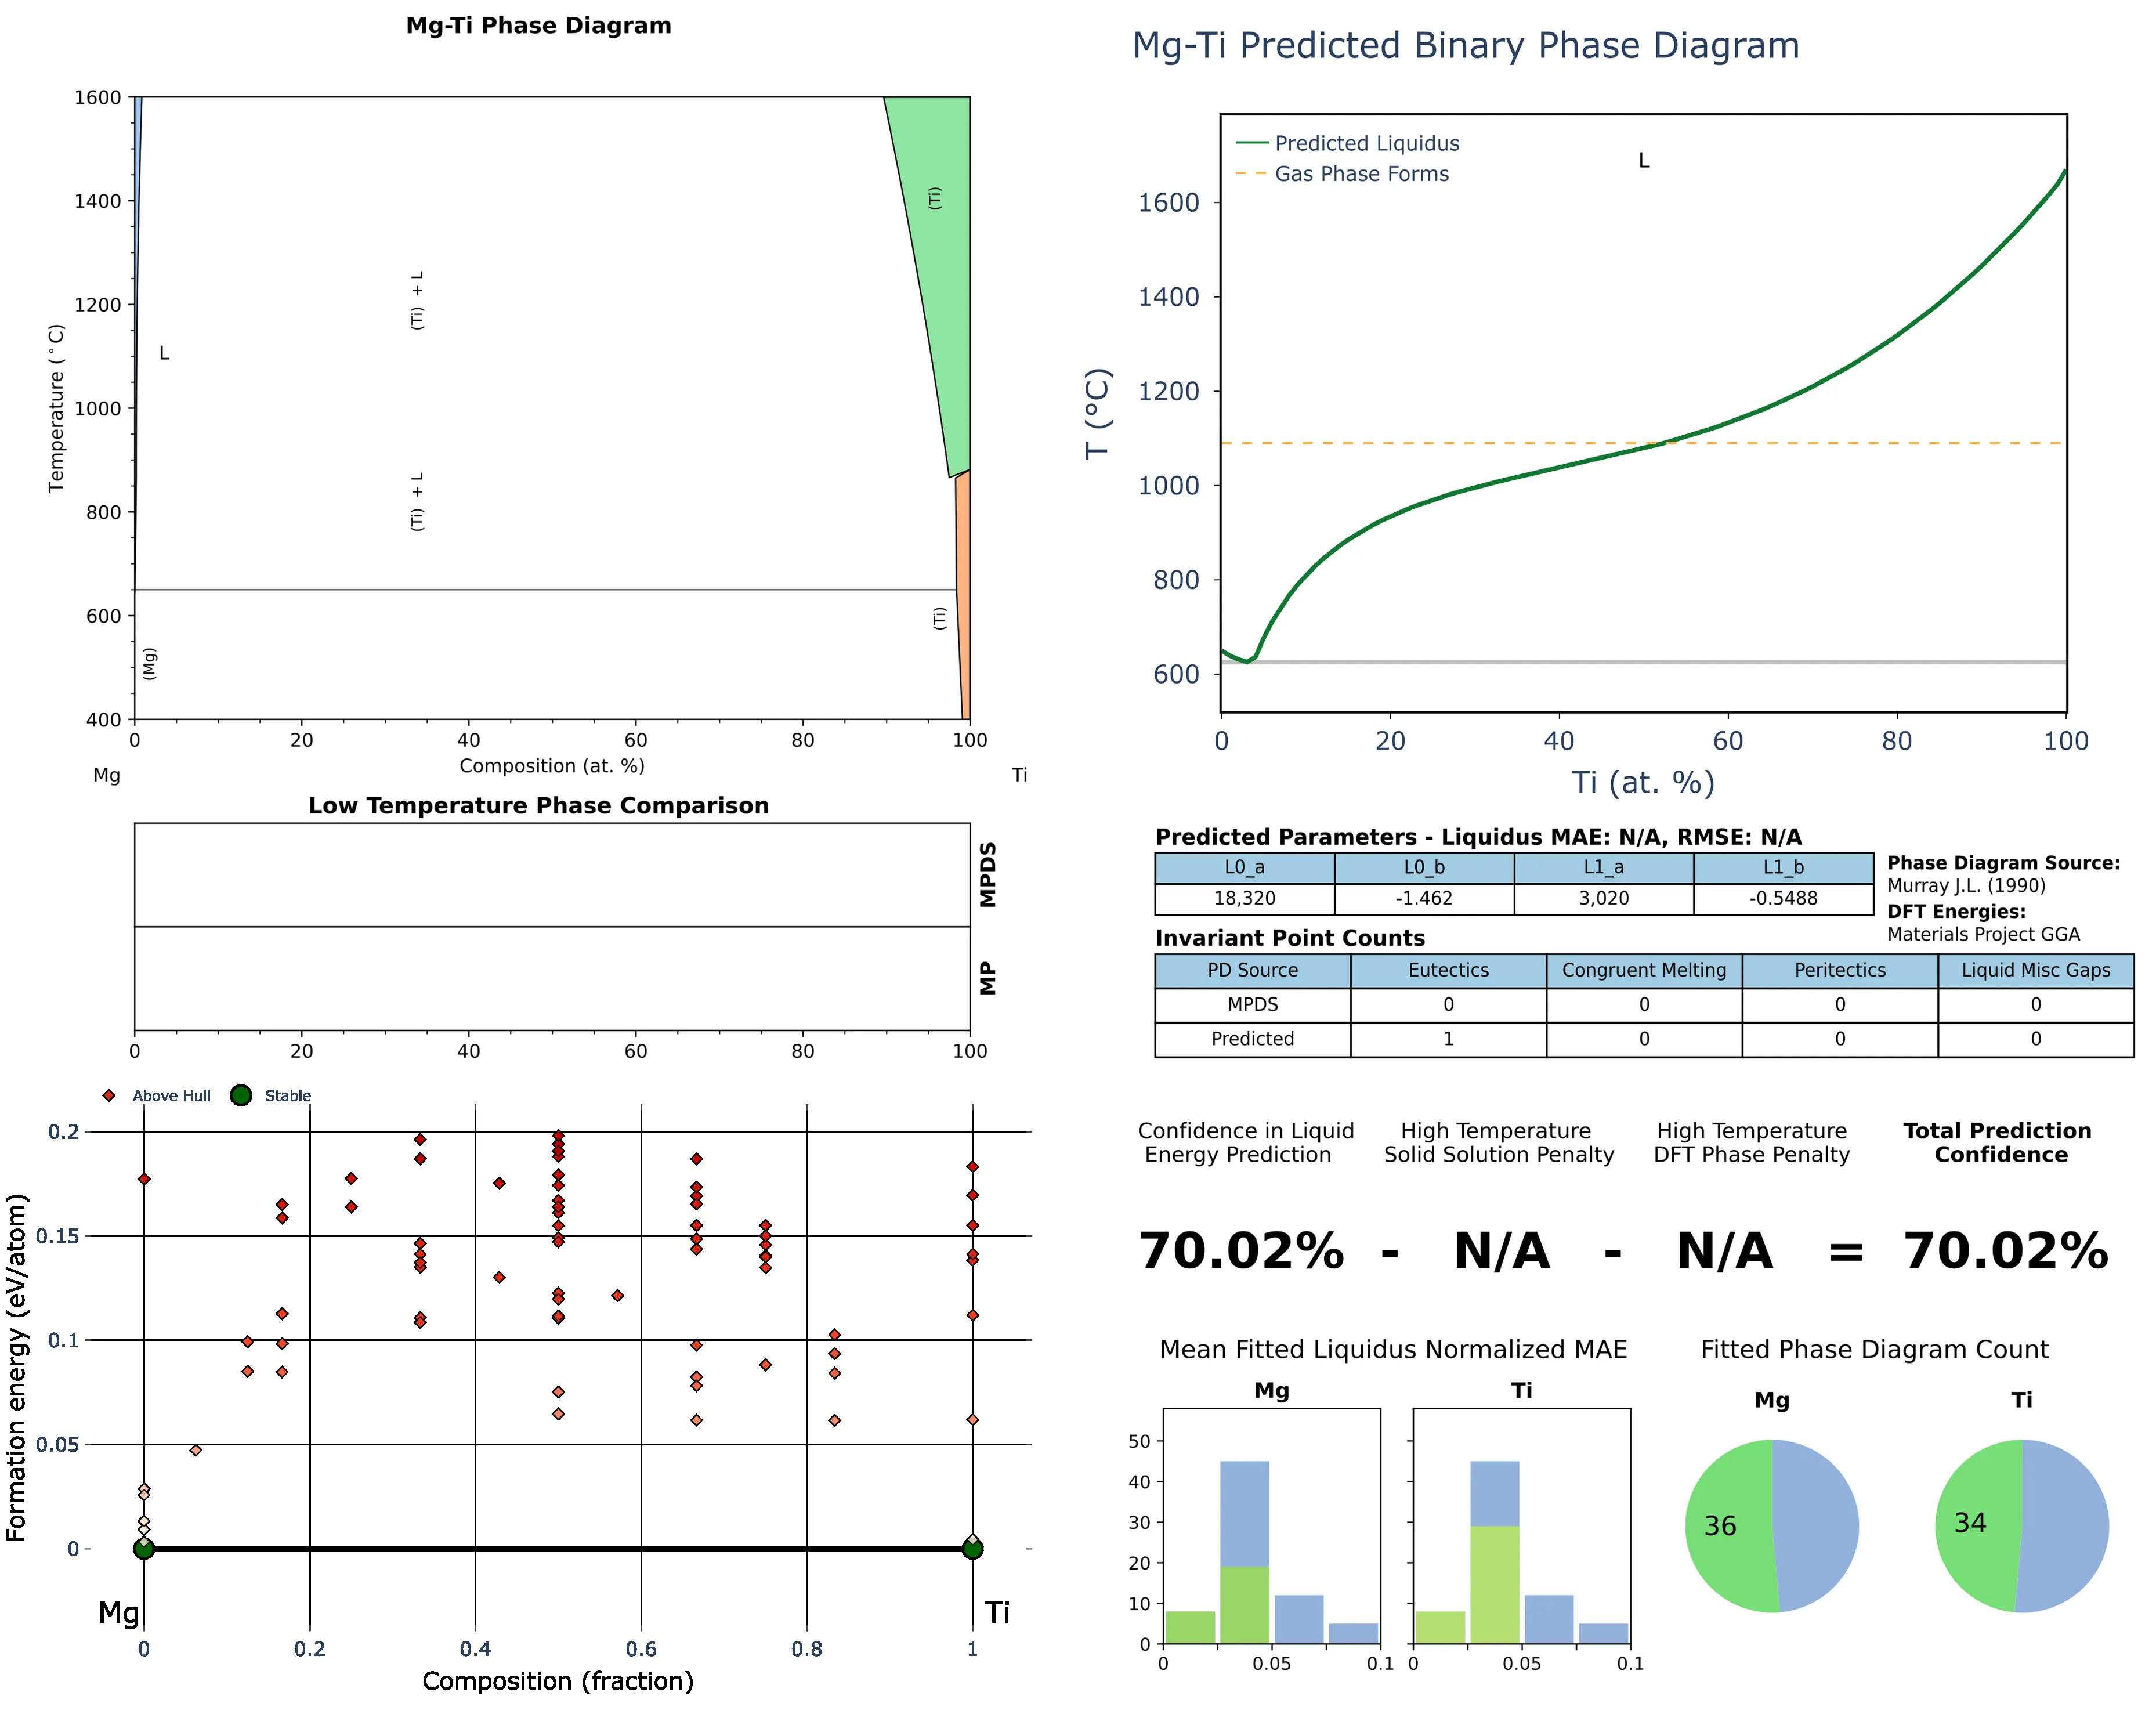 Mg-Ti Phase Diagram
1600
1400
1200
1000
800
600
400
Temperature (°C)
L
(Ti) + L
(Ti) + L
(Ti)
(Ti)
(Mg)
0 20 40 60 80 100
Mg Composition (at. %) Ti
Low Temperature Phase Comparison
MPDS
MP
0 20 40 60 80 100
Above Hull Stable
0.2
0.15
0.1
0.05
0
Formation energy (eV/atom)
Mg Ti
0 0.2 0.4 0.6 0.8 1
Composition (fraction)
Mg-Ti Predicted Binary Phase Diagram
Predicted Liquidus
Gas Phase Forms
L
1600
1400
1200
1000
800
600
T (°C)
0 20 40 60 80 100
Ti (at. %)
Predicted Parameters - Liquidus MAE: N/A, RMSE: N/A
L0_a L0_b L1_a L1_b
18,320 -1.462 3,020 -0.5488
Phase Diagram Source:
Murray J.L. (1990)
DFT Energies:
Materials Project GGA
Invariant Point Counts
PD Source Eutectics Congruent Melting Peritectics Liquid Misc Gaps
MPDS 0 0 0 0
Predicted 1 0 0 0
Confidence in Liquid
Energy Prediction
High Temperature
Solid Solution Penalty
High Temperature
DFT Phase Penalty
Total Prediction
Confidence
70.02% - N/A - N/A = 70.02%
Mean Fitted Liquidus Normalized MAE
Mg Ti
50
40
30
20
10
0
0 0.05 0.1 0 0.05 0.1
Fitted Phase Diagram Count
Mg Ti
36 34